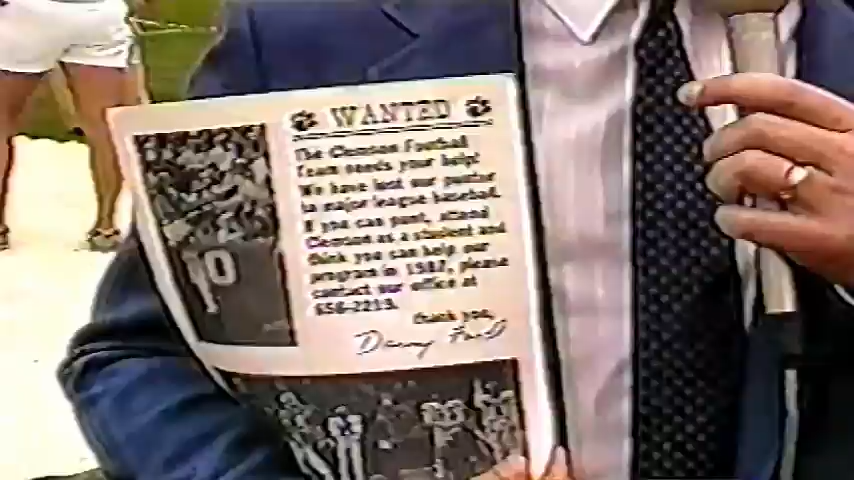 WANTED
The Clemson Football
Team needs your help!
We have lost our punter
to major league baseball.
If you can punt, attend
Clemson as a student and
think you can help our
program in 1987, please
contact our office at
656-2219.
thank you,
Danny Ford
0